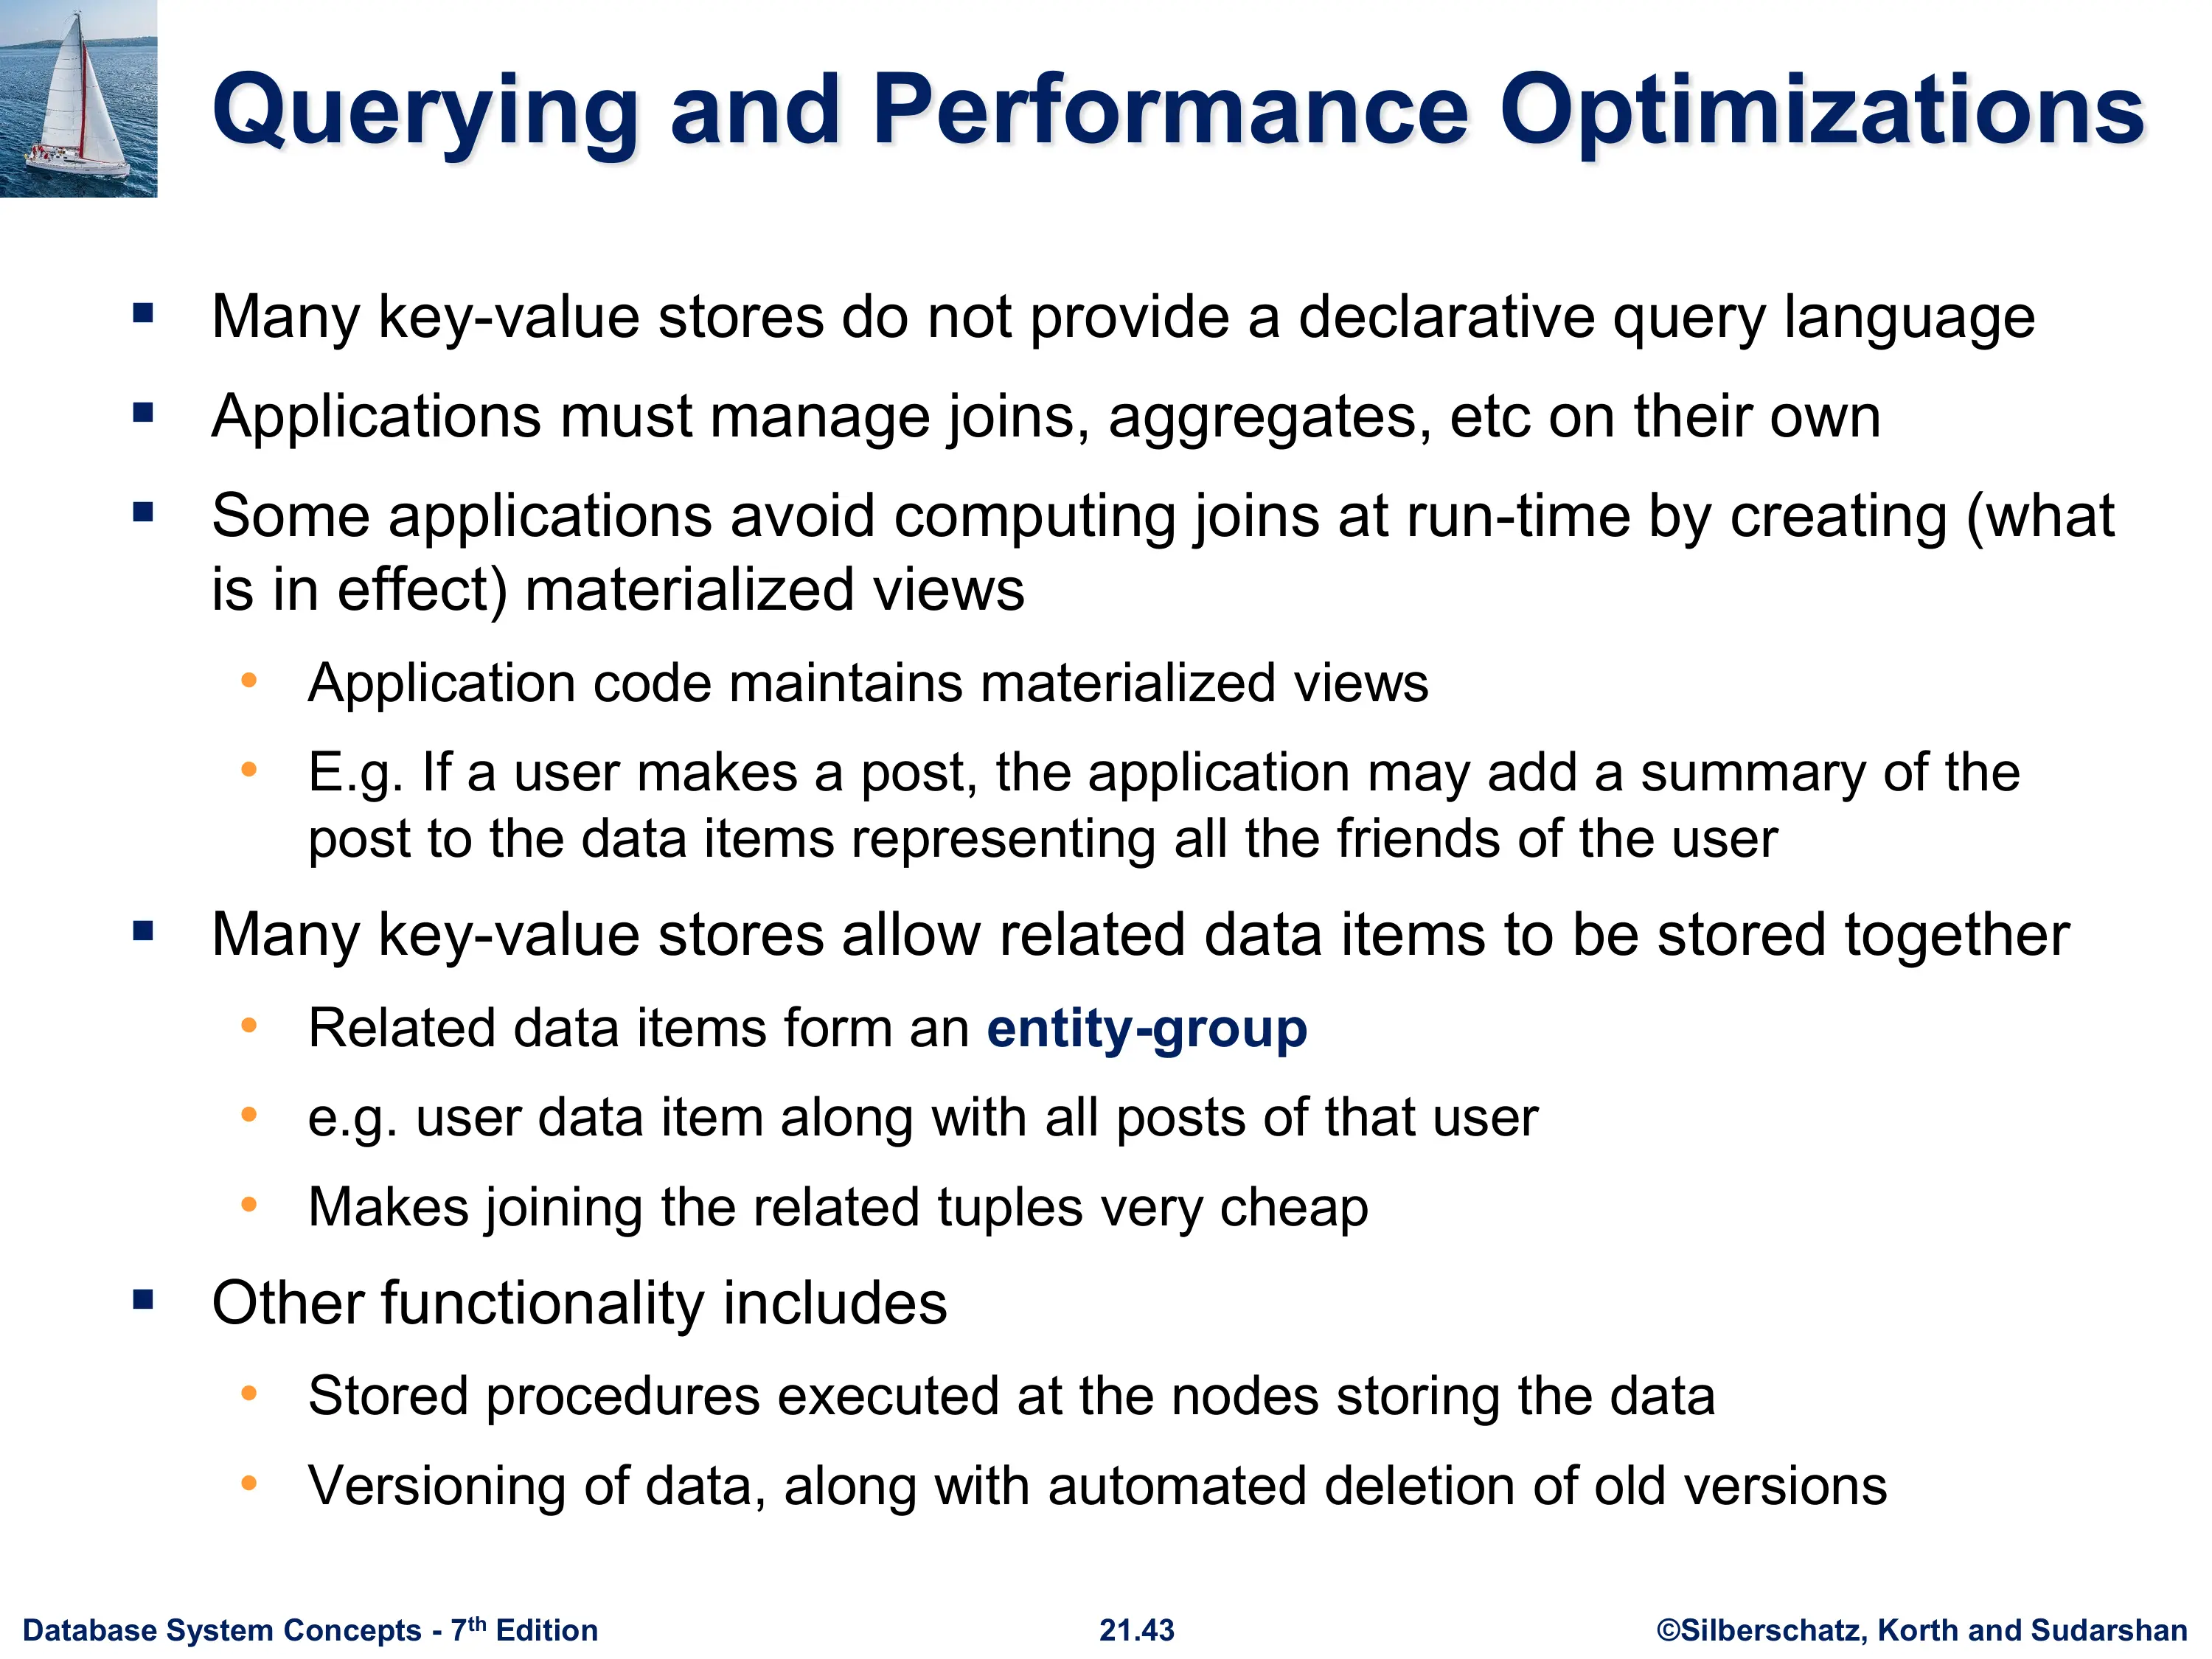 Querying and Performance Optimizations
▪ Many key-value stores do not provide a declarative query language
▪ Applications must manage joins, aggregates, etc on their own
▪ Some applications avoid computing joins at run-time by creating (what
is in effect) materialized views
• Application code maintains materialized views
• E.g. If a user makes a post, the application may add a summary of the
post to the data items representing all the friends of the user
▪ Many key-value stores allow related data items to be stored together
• Related data items form an entity-group
• e.g. user data item along with all posts of that user
• Makes joining the related tuples very cheap
▪ Other functionality includes
• Stored procedures executed at the nodes storing the data
• Versioning of data, along with automated deletion of old versions
Database System Concepts - 7th Edition
21.43
©Silberschatz, Korth and Sudarshan